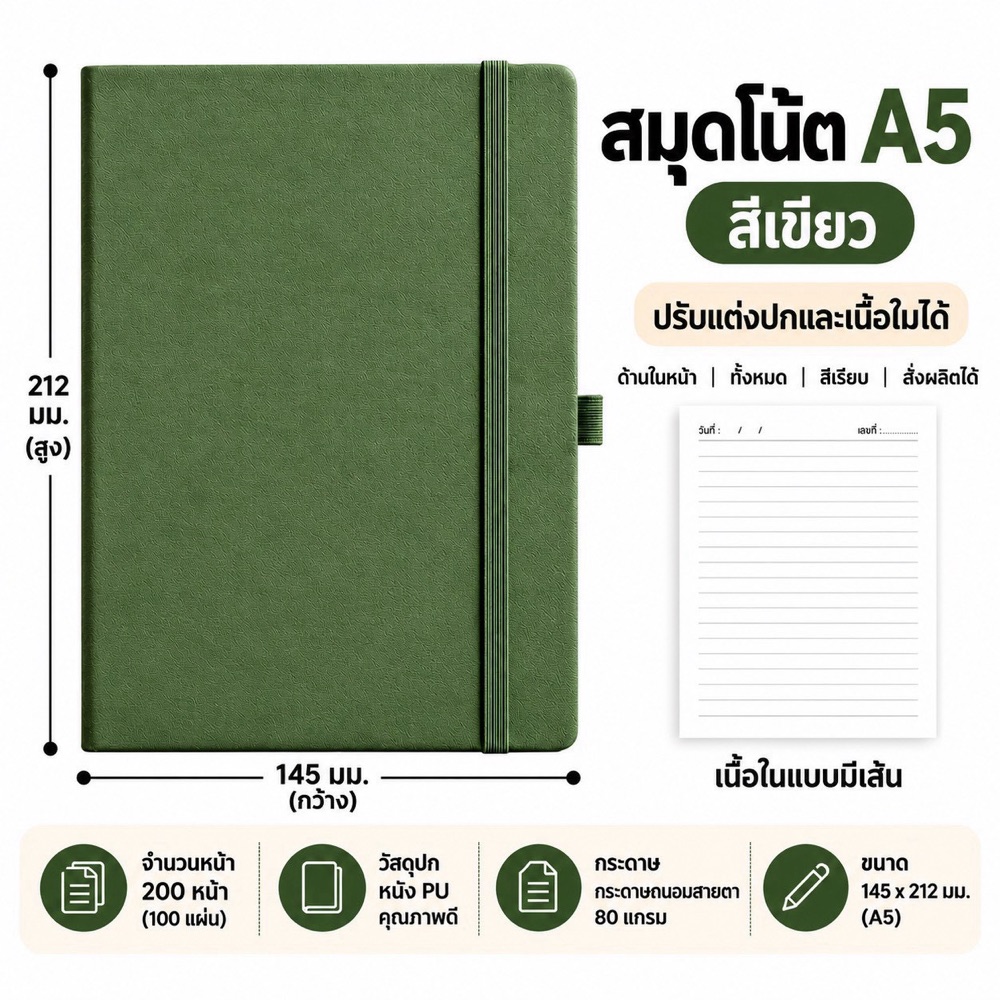 สมุดโน้ต A5
สีเขียว
ปรับแต่งปกและเนื้อใมได้
ด้านในหน้า | ทั้งหมด | สีเรียบ | สั่งผลิตได้
212
มม.
(สูง)
วันที่ : / / เลขที่ :..............
145 มม.
(กว้าง)
เนื้อในแบบมีเส้น
จำนวนหน้า
200 หน้า
(100 แผ่น)
วัสดุปก
หนัง PU
คุณภาพดี
กระดาษ
กระดาษถนอมสายตา
80 แกรม
ขนาด
145 x 212 มม.
(A5)